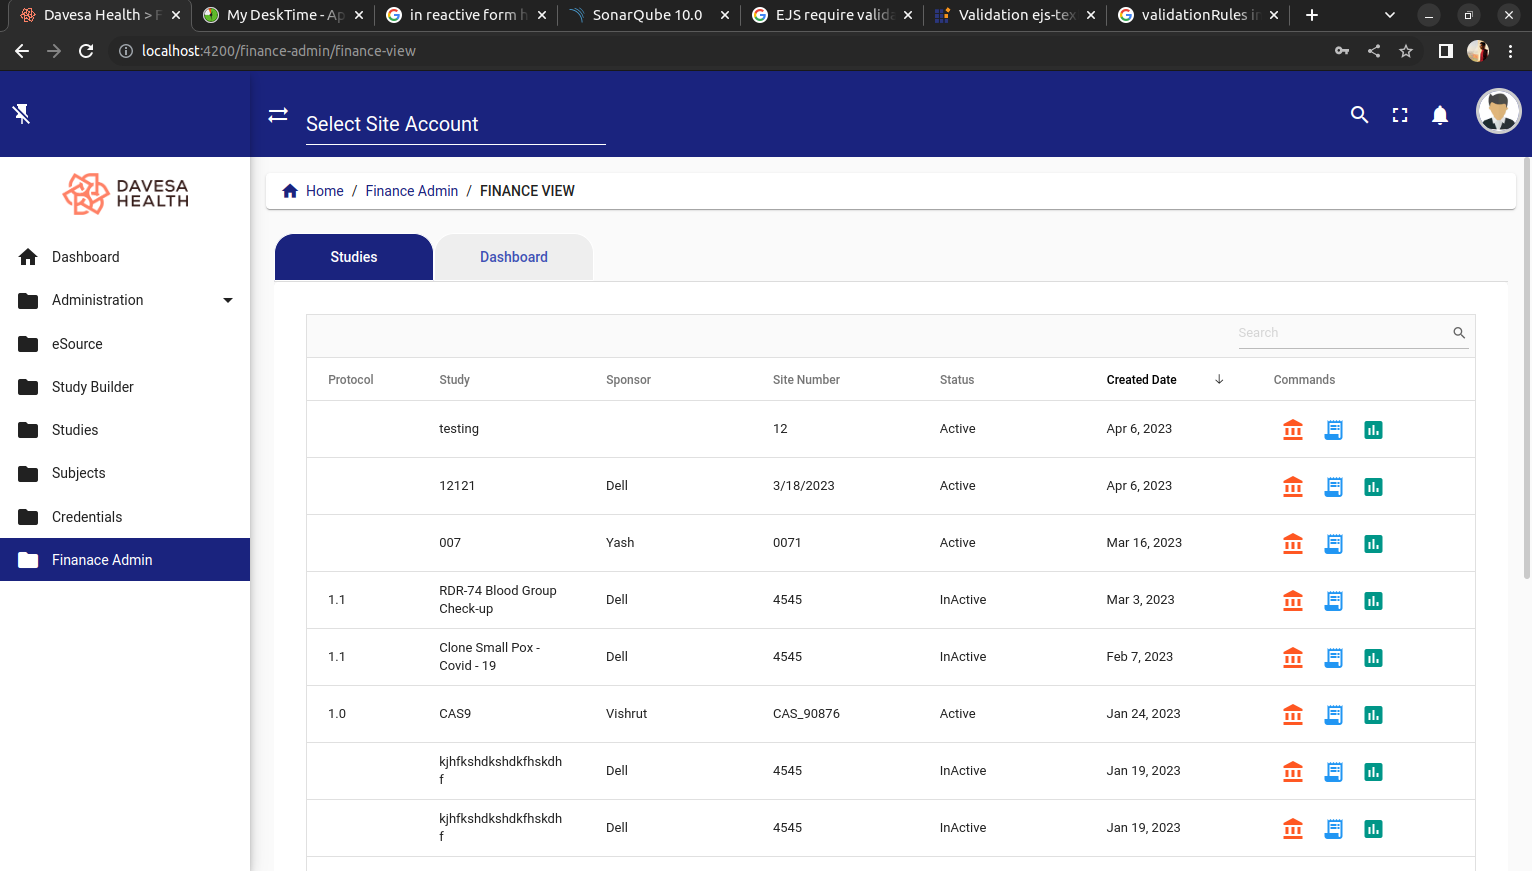 Davesa Health > F
My DeskTime - Ap
in reactive form h
SonarQube 10.0
EJS require valida
Validation ejs-tex
validationRules in
localhost:4200/finance-admin/finance-view
Select Site Account
DAVESA
HEALTH
Home / Finance Admin / FINANCE VIEW
Dashboard
Administration
eSource
Study Builder
Studies
Subjects
Credentials
Finanace Admin
Studies
Dashboard
Search
Protocol Study Sponsor Site Number Status Created Date Commands
testing 12 Active Apr 6, 2023
12121 Dell 3/18/2023 Active Apr 6, 2023
007 Yash 0071 Active Mar 16, 2023
1.1 RDR-74 Blood Group Dell 4545 InActive Mar 3, 2023
Check-up
1.1 Clone Small Pox - Dell 4545 InActive Feb 7, 2023
Covid - 19
1.0 CAS9 Vishrut CAS_90876 Active Jan 24, 2023
kjhfkshdkshdkfhskdh Dell 4545 InActive Jan 19, 2023
f
kjhfkshdkshdkfhskdh Dell 4545 InActive Jan 19, 2023
f